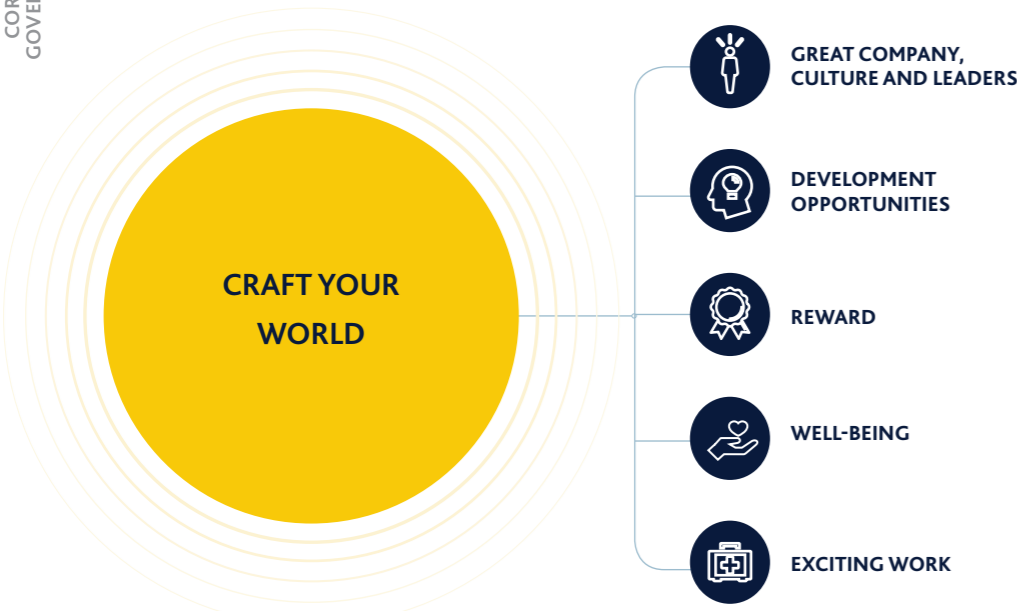 COR
GOVE
CRAFT YOUR
WORLD
GREAT COMPANY,
CULTURE AND LEADERS
DEVELOPMENT
OPPORTUNITIES
REWARD
WELL-BEING
EXCITING WORK